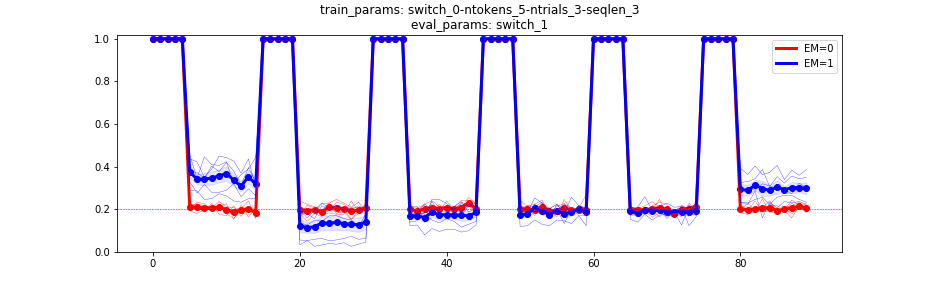 train_params: switch_0-ntokens_5-ntrials_3-seqlen_3
eval_params: switch_1
1.0
0.8
0.6
0.4
0.2
0.0
EM=0
EM=1
0
20
40
60
80